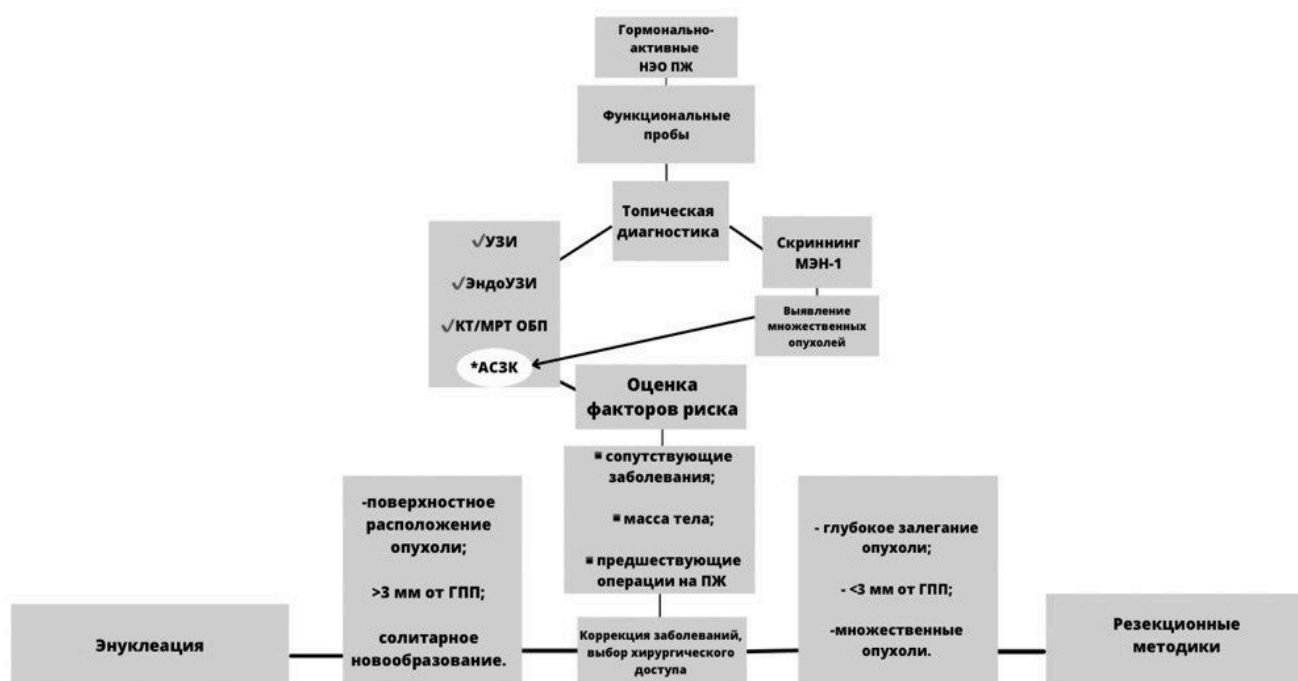 Гормонально-
активные
НЭО ПЖ
Функциональные
пробы
Топическая
диагностика
✓УЗИ
✓ЭндоУЗИ
✓КТ/МРТ ОБП
*АСЗК
Скриннинг
МЭН-1
Выявление
множественных
опухолей
Оценка
факторов риска
▪ сопутствующие
заболевания;
▪ масса тела;
▪ предшествующие
операции на ПЖ
-поверхностное
расположение
опухоли;
>3 мм от ГПП;
солитарное
новообразование.
- глубокое залегание
опухоли;
- <3 мм от ГПП;
-множественные
опухоли.
Энуклеация
Коррекция заболеваний,
выбор хирургического
доступа
Резекционные
методики